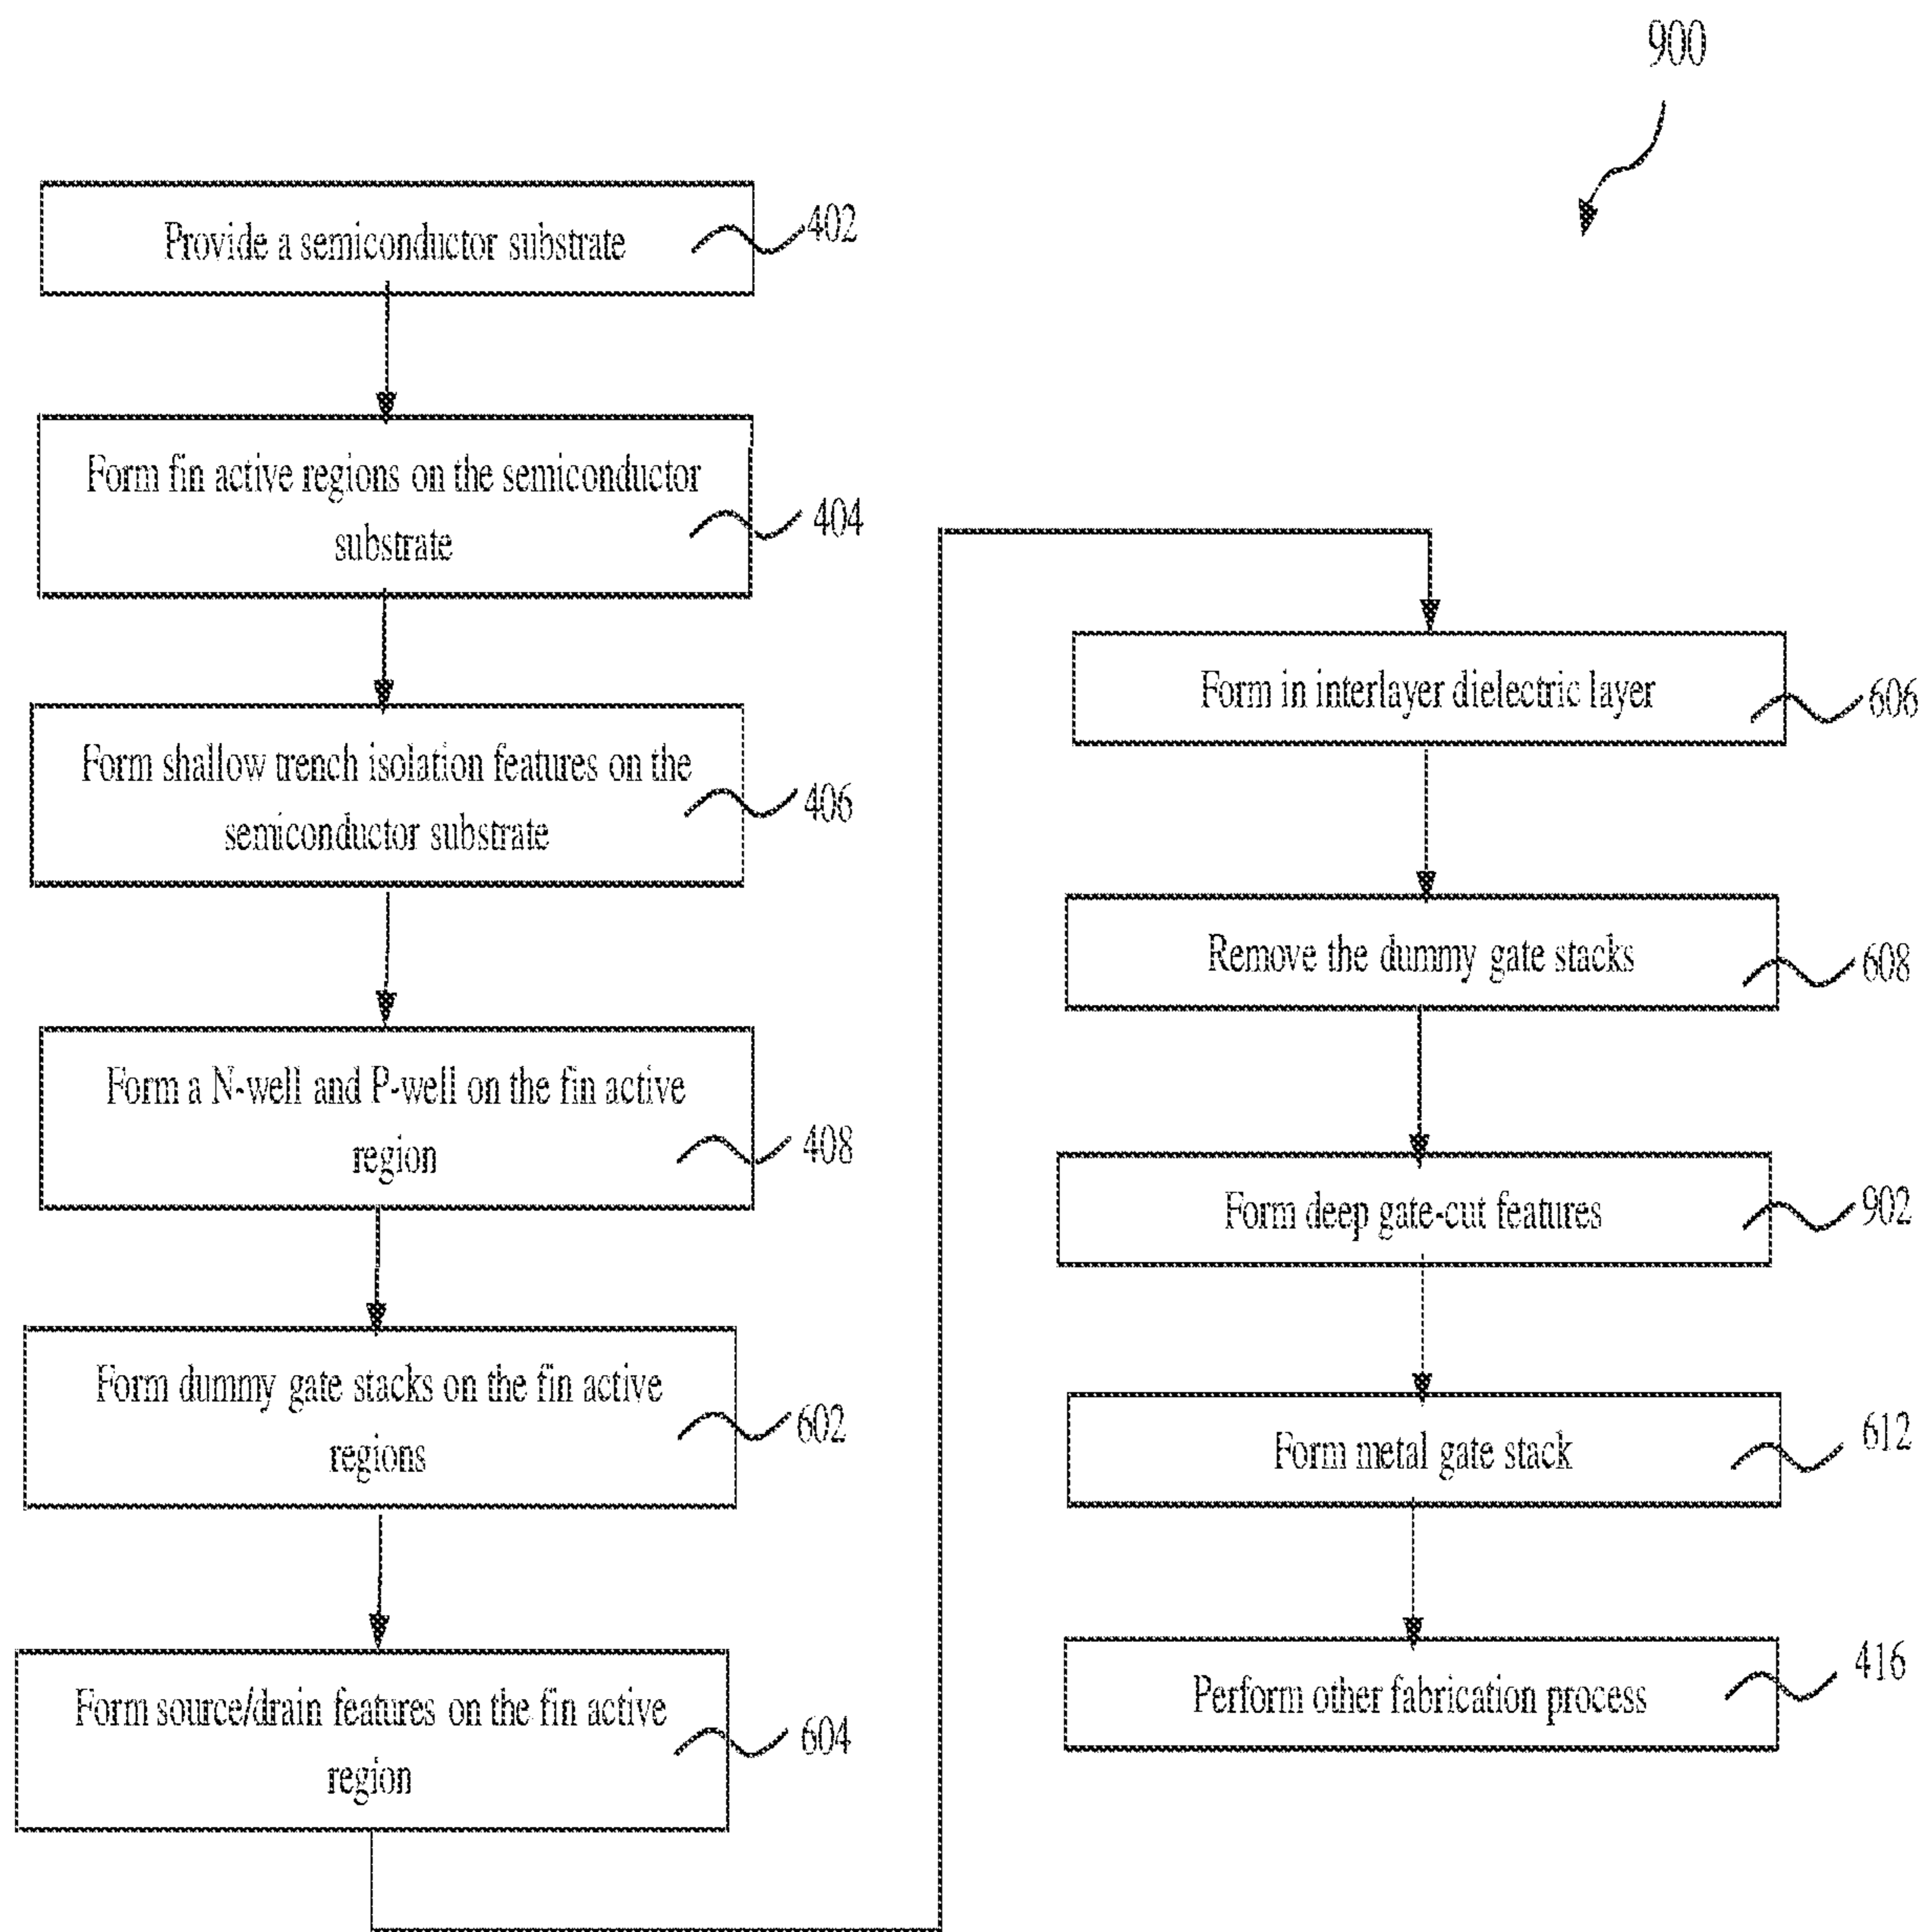 900
Provide a semiconductor substrate
402
Form fin active regions on the semiconductor
substrate
404
Form shallow trench isolation features on the
semiconductor substrate
406
Form a N-well and P-well on the fin active
region
408
Form dummy gate stacks on the fin active
regions
602
Form source/drain features on the fin active
region
604
Form in interlayer dielectric layer
606
Remove the dummy gate stacks
608
Form deep gate-cut features
902
Form metal gate stack
612
Perform other fabrication process
416